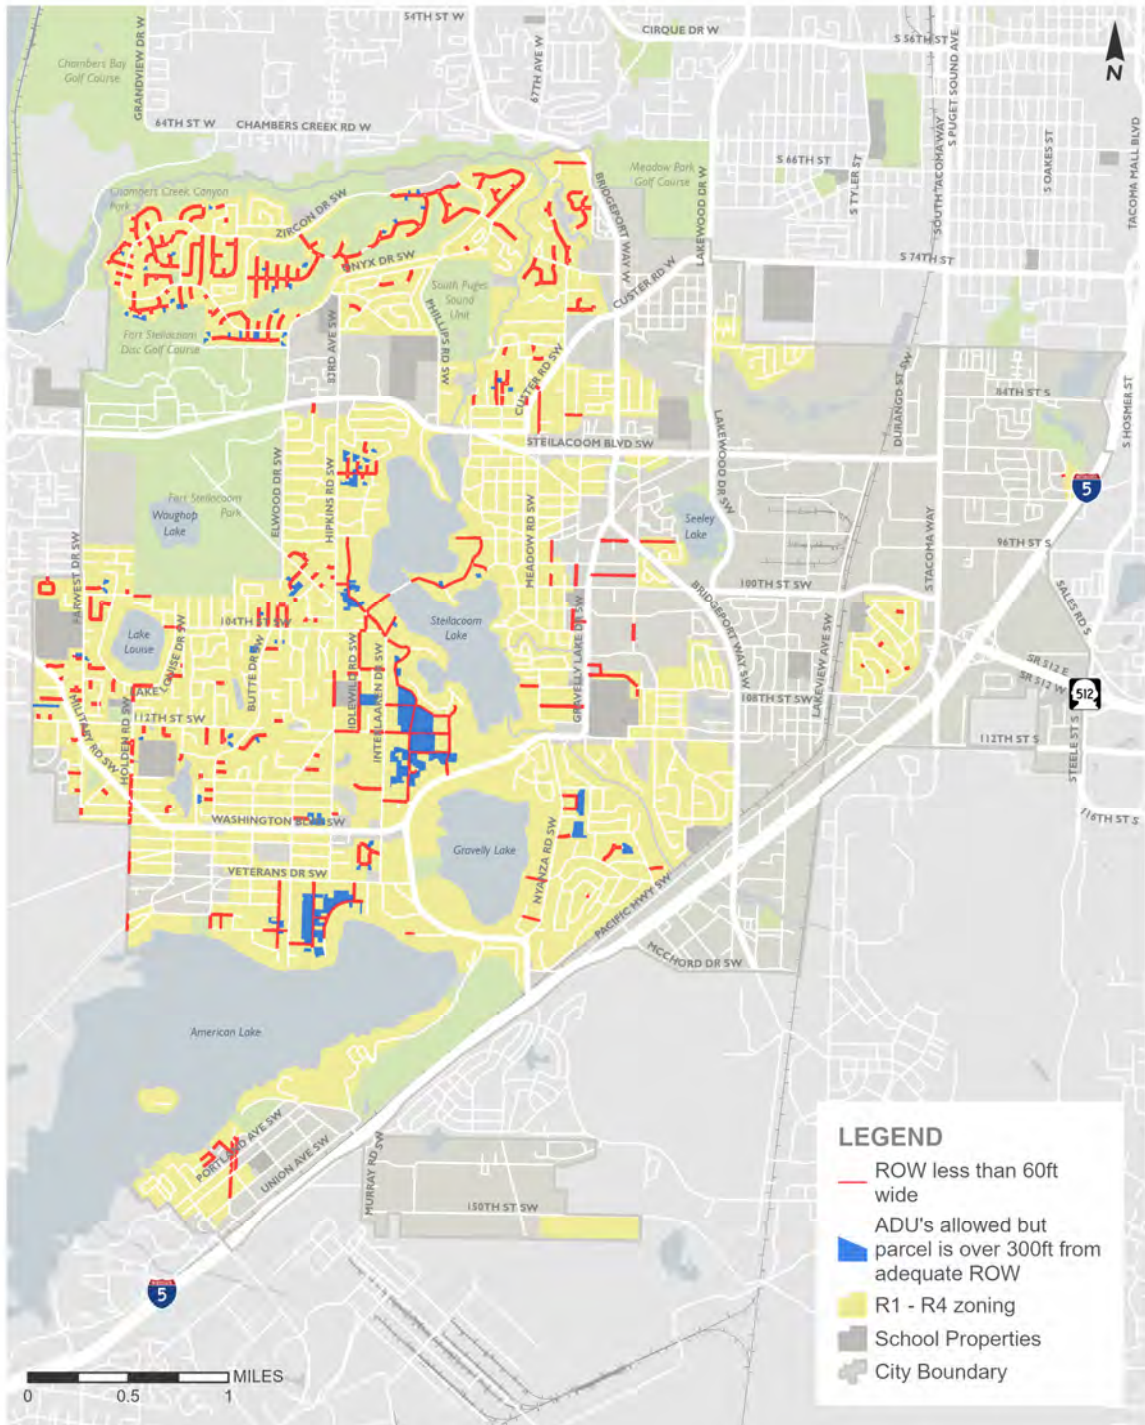 54TH ST W
CIRQUE DR W
S 56TH ST
N
Chambers Bay
Golf Course
GRANDVIEW DR W
67TH AVE W
S PUGET SOUND AVE
64TH ST W
CHAMBERS CREEK RD W
SOUTH TACOMA WAY
S OAKES ST
TACOMA MALL BLVD
S TYLER ST
S 66TH ST
Meadow Park
Golf Course
Chambers Creek Canyon
Park
BRIDGEPORT WAY W
LAKEWOOD DR W
ZIRCON DR SW
ONYX DR SW
S 74TH ST
CUSTER RD W
South Puget
Sound
Unit
Fort Steilacoom
Disc Golf Course
83RD AVE SW
PHILLIPS RD SW
CUSTER RD SW
DURANGO ST SW
84TH ST S
S HOSMER ST
LAKEWOOD DR SW
STEILACOOM BLVD SW
ELWOOD DR SW
HIPKINS RD SW
5
Fort Steilacoom
Park
Waughop
Lake
MEADOW RD SW
Seeley
Lake
S TACOMA WAY
96TH ST S
FARWEST DR SW
100TH ST SW
BRIDGEPORT WAY SW
SALES RD S
104TH ST SW
Steilacoom
Lake
Lake
Louise
LAKE LOUISE DR SW
BUTTE DR SW
IDLEWILD RD SW
INTERLAAKEN DR SW
GRAVELLY LAKE DR SW
LAKEVIEW AVE SW
SR 512 E
SR 512 W
512
108TH ST SW
112TH ST SW
MILITARY RD SW
HOLDEN RD SW
112TH ST S
STEELE ST S
116TH ST S
WASHINGTON BLVD SW
Gravelly Lake
NYANZA RD SW
VETERANS DR SW
PACIFIC HWY SW
MCCHORD DR SW
American Lake
PORTLAND AVE SW
UNION AVE SW
MURRAY RD SW
150TH ST SW
5
LEGEND
ROW less than 60ft
wide
ADU's allowed but
parcel is over 300ft from
adequate ROW
R1 - R4 zoning
School Properties
City Boundary
MILES
0 0.5 1